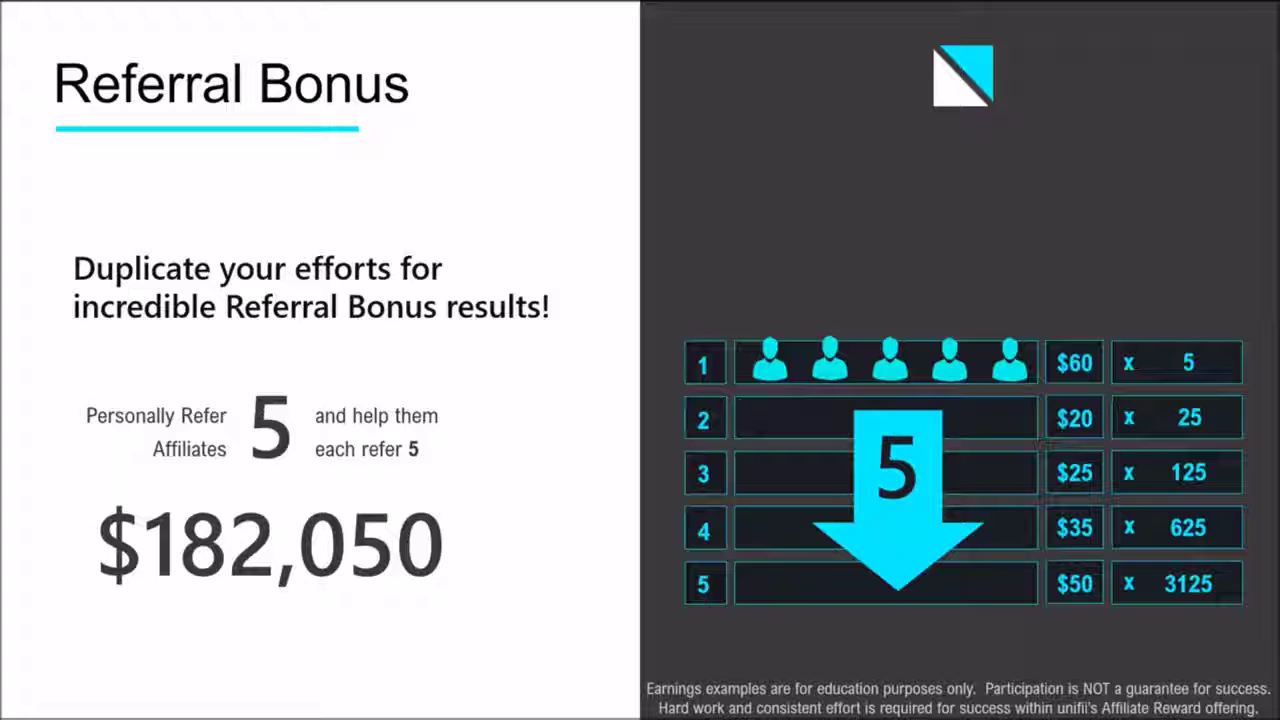 Referral Bonus
Duplicate your efforts for
incredible Referral Bonus results!
Personally Refer
Affiliates
5
and help them
each refer 5
$182,050
1 $60 x 5
2 $20 x 25
3 $25 x 125
4 $35 x 625
5 $50 x 3125
5
Earnings examples are for education purposes only. Participation is NOT a guarantee for success.
Hard work and consistent effort is required for success within unifii's Affiliate Reward offering.